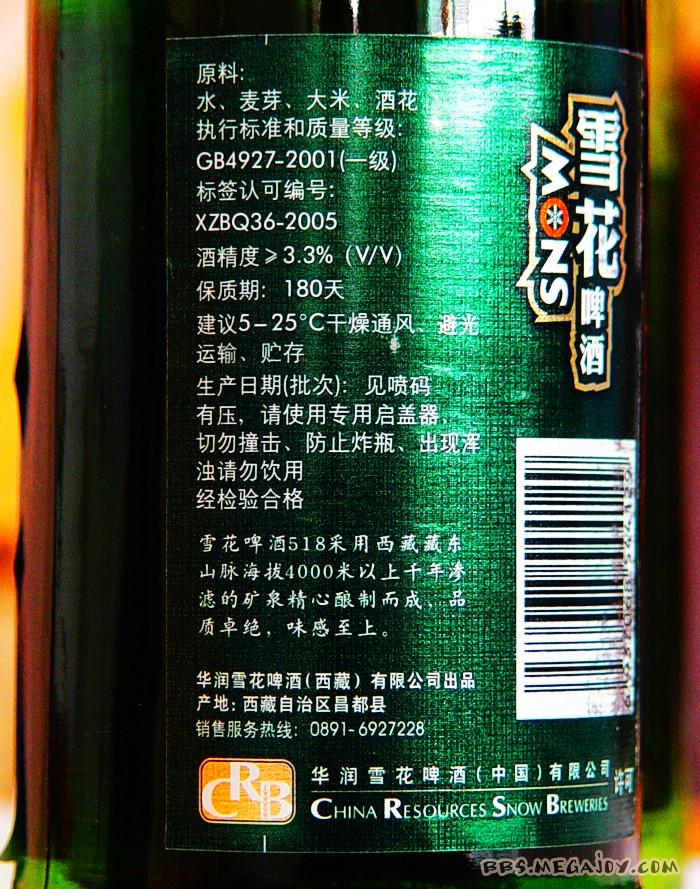 原料:
水、麦芽、大米、酒花
执行标准和质量等级:
GB4927-2001(一级)
标签认可编号:
XZBQ36-2005
酒精度≥3.3% (V/V)
保质期: 180天
建议5-25°C干燥通风、避光
运输、贮存
生产日期(批次): 见喷码
有压, 请使用专用启盖器,
切勿撞击、防止炸瓶、出现浑
浊请勿饮用
经检验合格
雪花啤酒518采用西藏藏东
山脉海拔4000米以上千年渗
滤的矿泉精心酿制而成,品
质卓绝,味感至上。
华润雪花啤酒(西藏)有限公司出品
产地:西藏自治区昌都县
销售服务热线: 0891-6927228
CRB
华润雪花啤酒(中国)有限公司
CHINA RESOURCES SNOW BREWERIES
许可
雪花啤酒
SNOW
BBS.MEGAJOY.COM